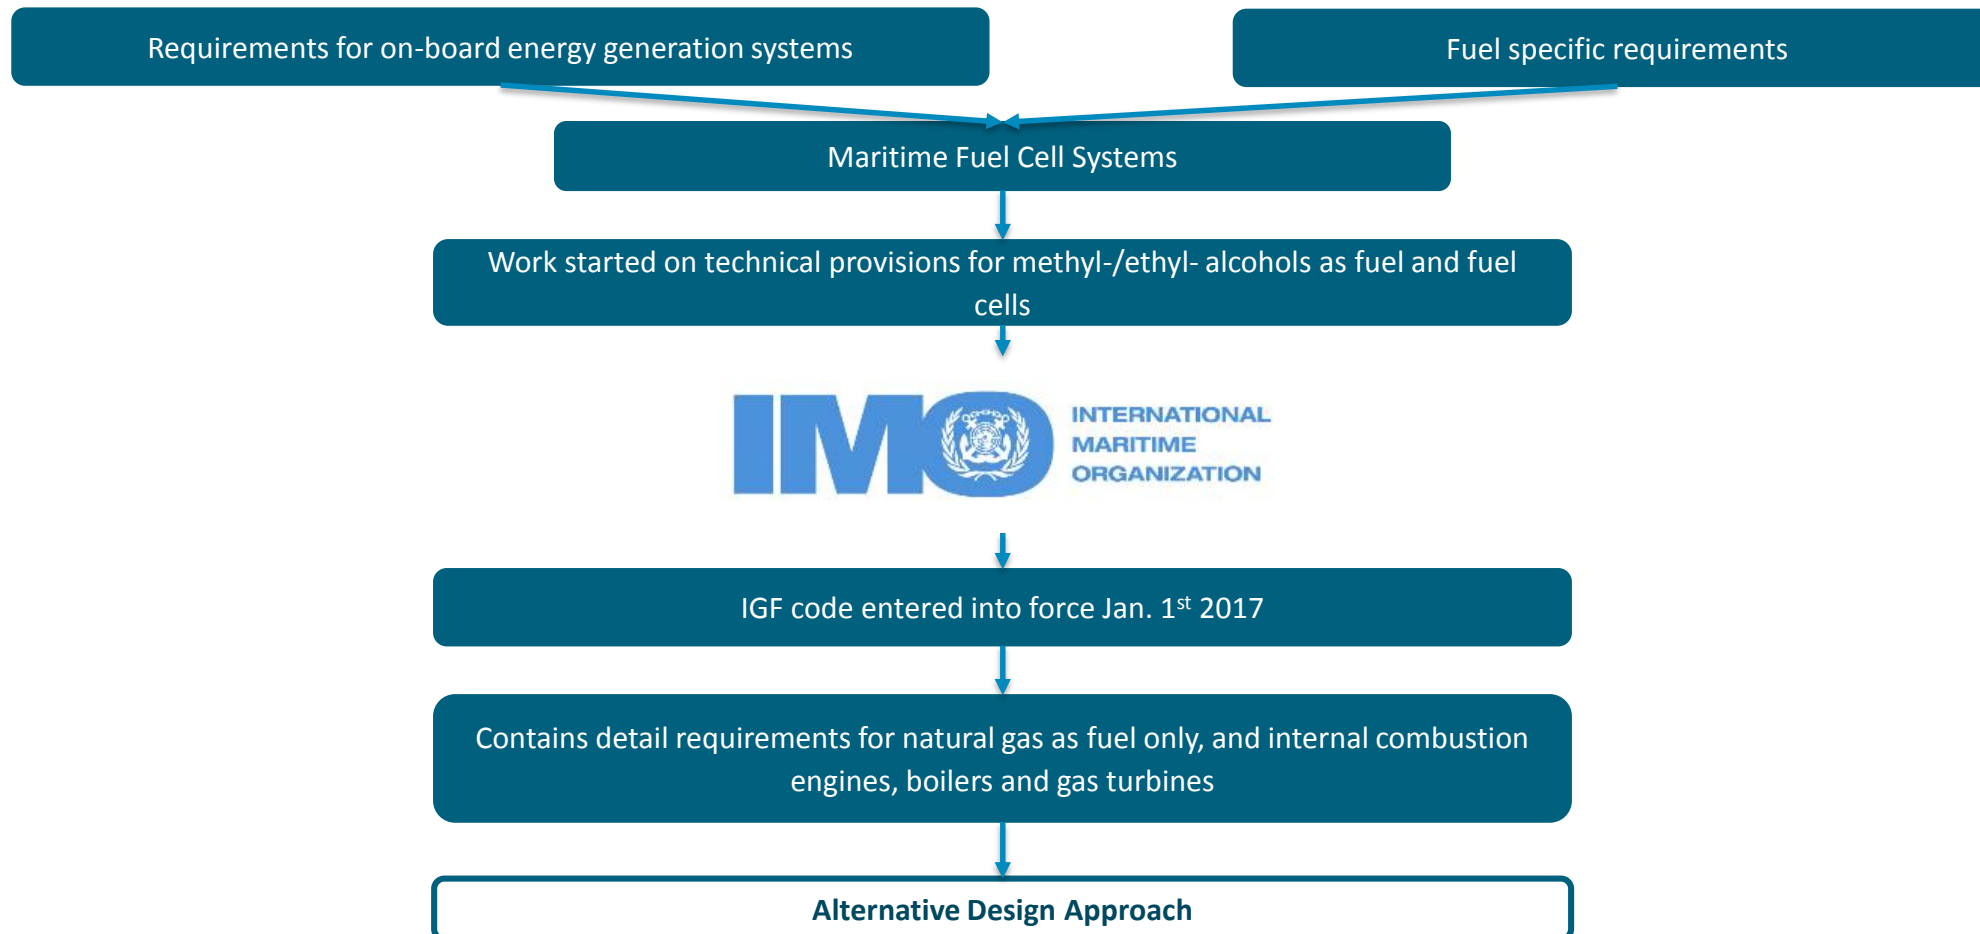 Requirements for on-board energy generation systems
Fuel specific requirements
Maritime Fuel Cell Systems
Work started on technical provisions for methyl-/ethyl- alcohols as fuel and fuel
cells
IMO
INTERNATIONAL
MARITIME
ORGANIZATION
IGF code entered into force Jan. 1st 2017
Contains detail requirements for natural gas as fuel only, and internal combustion
engines, boilers and gas turbines
Alternative Design Approach